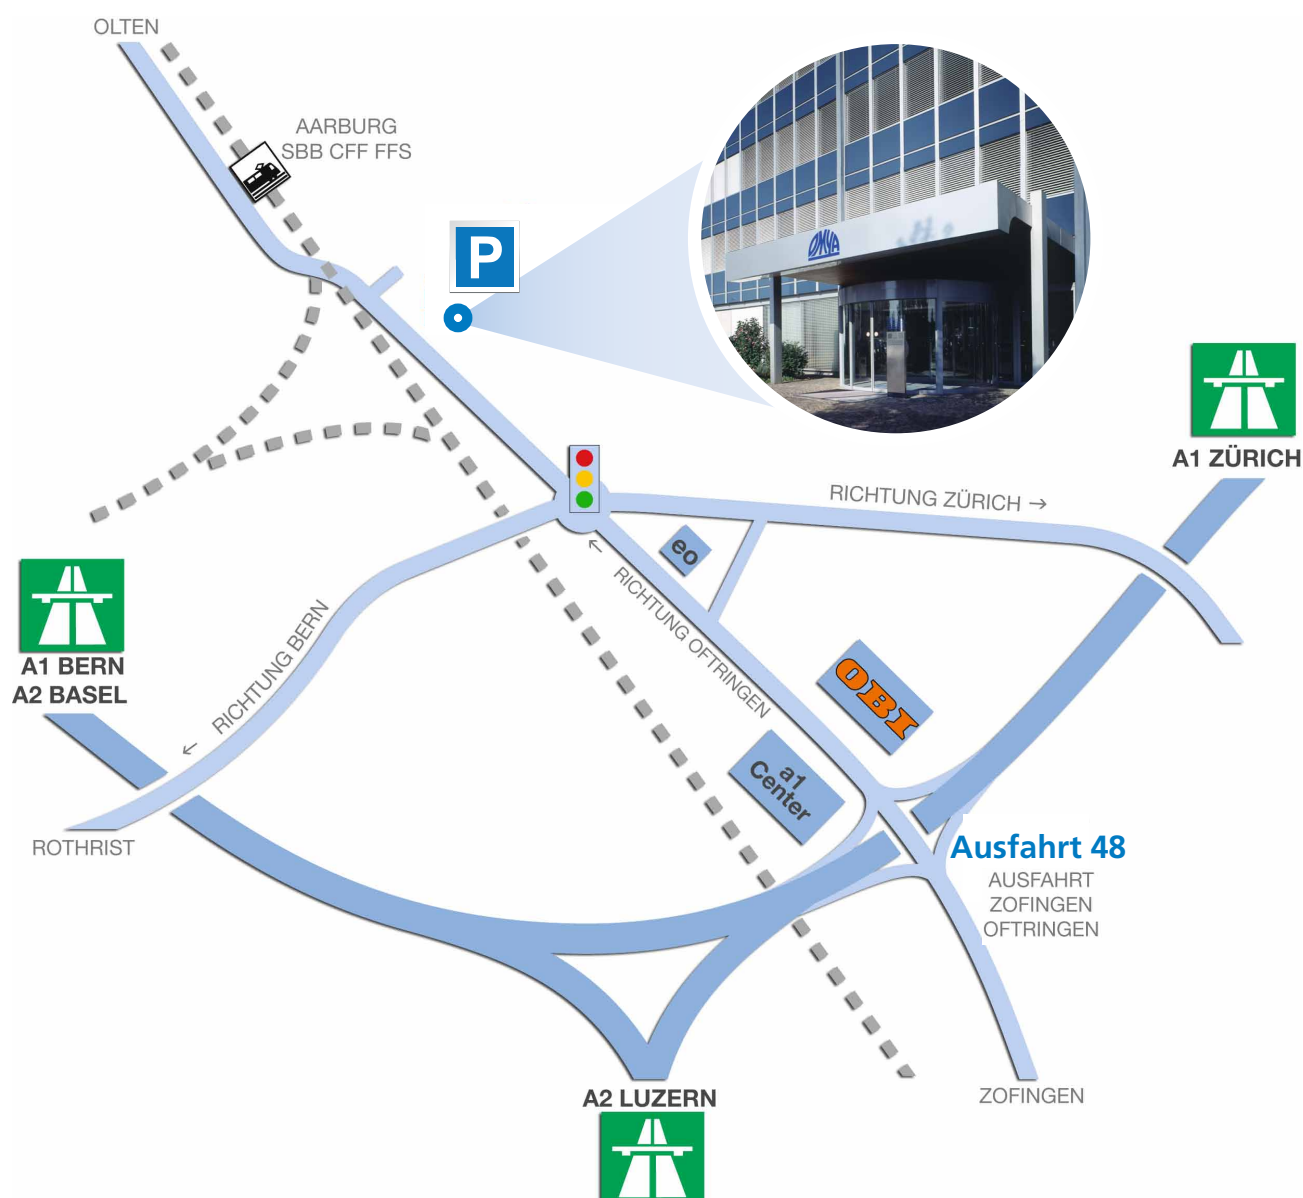 OLTEN
AARBURG
SBB CFF FFS
P
OMYA
A1 ZÜRICH
RICHTUNG ZÜRICH →
eo
← RICHTUNG OFTRINGEN
A1 BERN
A2 BASEL
← RICHTUNG BERN
OBI
a1
Center
ROTHRIST
Ausfahrt 48
AUSFAHRT
ZOFINGEN
OFTRINGEN
A2 LUZERN
ZOFINGEN